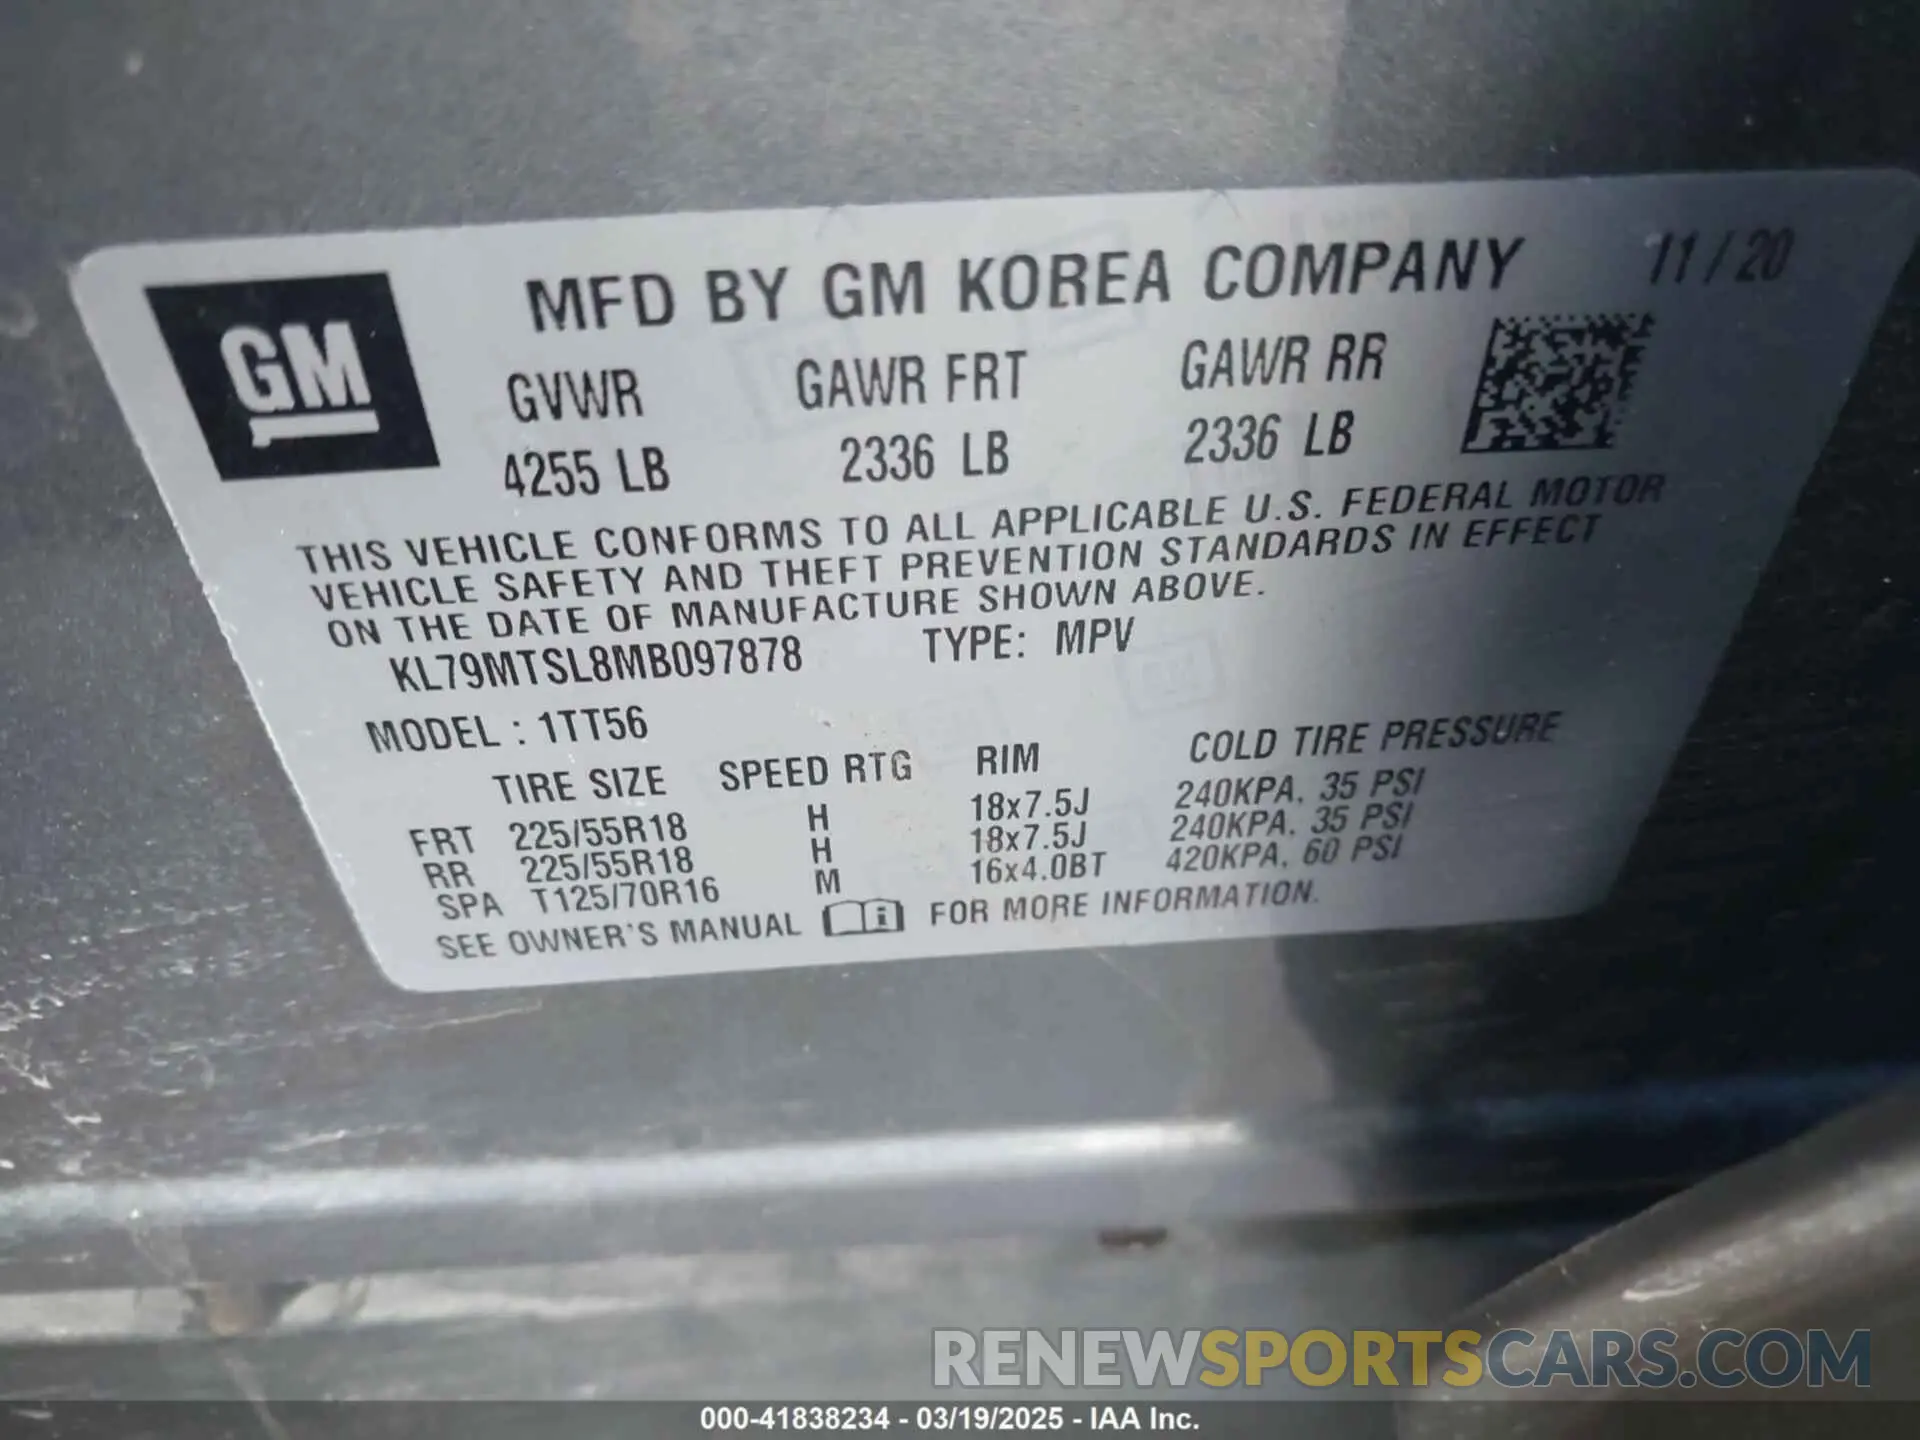 MFD BY GM KOREA COMPANY 11/20
GM
GVWR GAWR FRT GAWR RR
4255 LB 2336 LB 2336 LB
THIS VEHICLE CONFORMS TO ALL APPLICABLE U.S. FEDERAL MOTOR
VEHICLE SAFETY AND THEFT PREVENTION STANDARDS IN EFFECT
ON THE DATE OF MANUFACTURE SHOWN ABOVE.
KL79MTSL8MB097878 TYPE: MPV
MODEL : 1TT56
TIRE SIZE SPEED RTG RIM COLD TIRE PRESSURE
FRT 225/55R18 H 18x7.5J 240KPA, 35 PSI
RR 225/55R18 H 18x7.5J 240KPA, 35 PSI
SPA T125/70R16 M 16x4.0BT 420KPA, 60 PSI
SEE OWNER'S MANUAL FOR MORE INFORMATION.
RENEWSPORTSCARS.COM
000-41838234 - 03/19/2025 - IAA Inc.